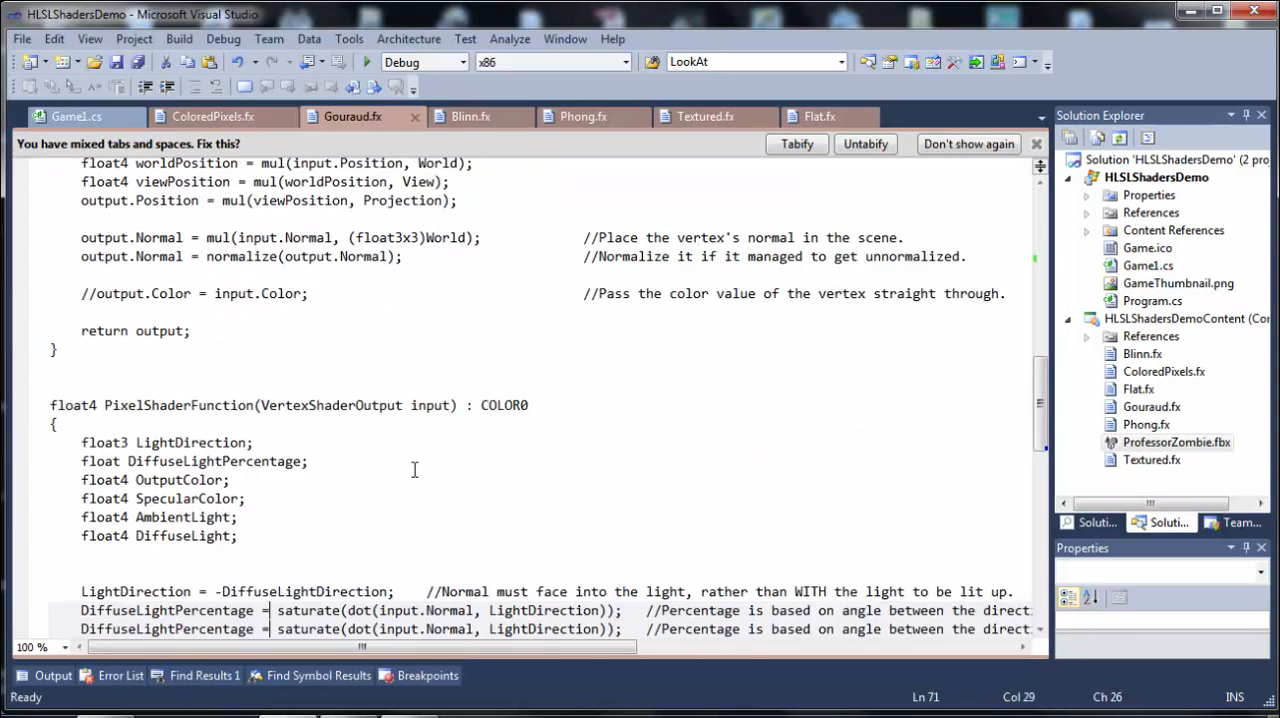 HLSLShadersDemo - Microsoft Visual Studio
File Edit View Project Build Debug Team Data Tools Architecture Test Analyze Window Help
Debug x86 LookAt
Game1.cs ColoredPixels.fx Gouraud.fx Blinn.fx Phong.fx Textured.fx Flat.fx
You have mixed tabs and spaces. Fix this? Tabify Untabify Don't show again
float4 worldPosition = mul(input.Position, World);
float4 viewPosition = mul(worldPosition, View);
output.Position = mul(viewPosition, Projection);
output.Normal = mul(input.Normal, (float3x3)World); //Place the vertex's normal in the scene.
output.Normal = normalize(output.Normal); //Normalize it if it managed to get unnormalized.
//output.Color = input.Color; //Pass the color value of the vertex straight through.
return output;
}
float4 PixelShaderFunction(VertexShaderOutput input) : COLOR0
{
float3 LightDirection;
float DiffuseLightPercentage;
float4 OutputColor;
float4 SpecularColor;
float4 AmbientLight;
float4 DiffuseLight;
LightDirection = -DiffuseLightDirection; //Normal must face into the light, rather than WITH the light to be lit up.
DiffuseLightPercentage = saturate(dot(input.Normal, LightDirection)); //Percentage is based on angle between the directi
DiffuseLightPercentage = saturate(dot(input.Normal, LightDirection)); //Percentage is based on angle between the directi
100 %
Solution Explorer
Solution 'HLSLShadersDemo' (2 proj
HLSLShadersDemo
Properties
References
Content References
Game.ico
Game1.cs
GameThumbnail.png
Program.cs
HLSLShadersDemoContent (Co
References
Blinn.fx
ColoredPixels.fx
Flat.fx
Gouraud.fx
Phong.fx
ProfessorZombie.fbx
Textured.fx
Soluti... Soluti... Team...
Properties
Output Error List Find Results 1 Find Symbol Results Breakpoints
Ready Ln 71 Col 29 Ch 26 INS